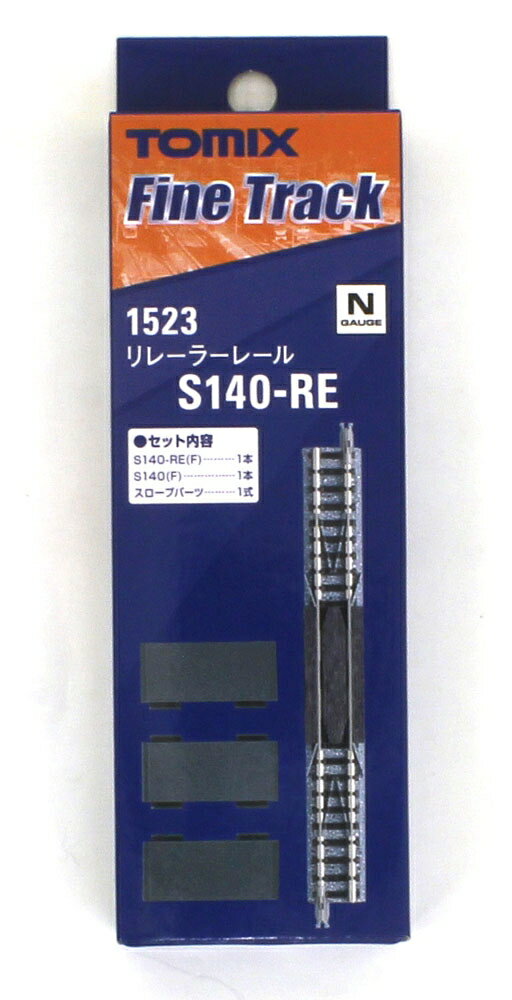 TOMIX
Fine Track
N
GAUGE
1523
リレーラーレール
S140-RE
●セット内容
S140-RE(F)………1本
S140(F)…………1本
スロープパーツ………1式